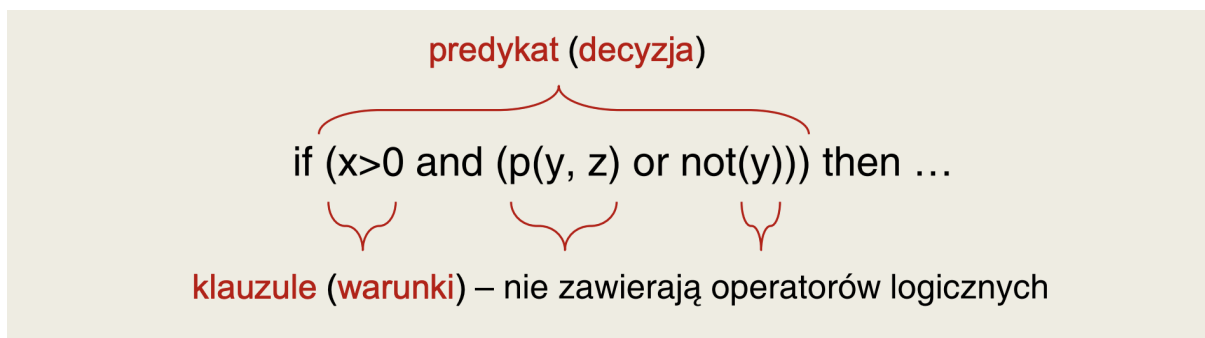 predykat (decyzja)
if (x>0 and (p(y, z) or not(y))) then …
klauzule (warunki) – nie zawierają operatorów logicznych